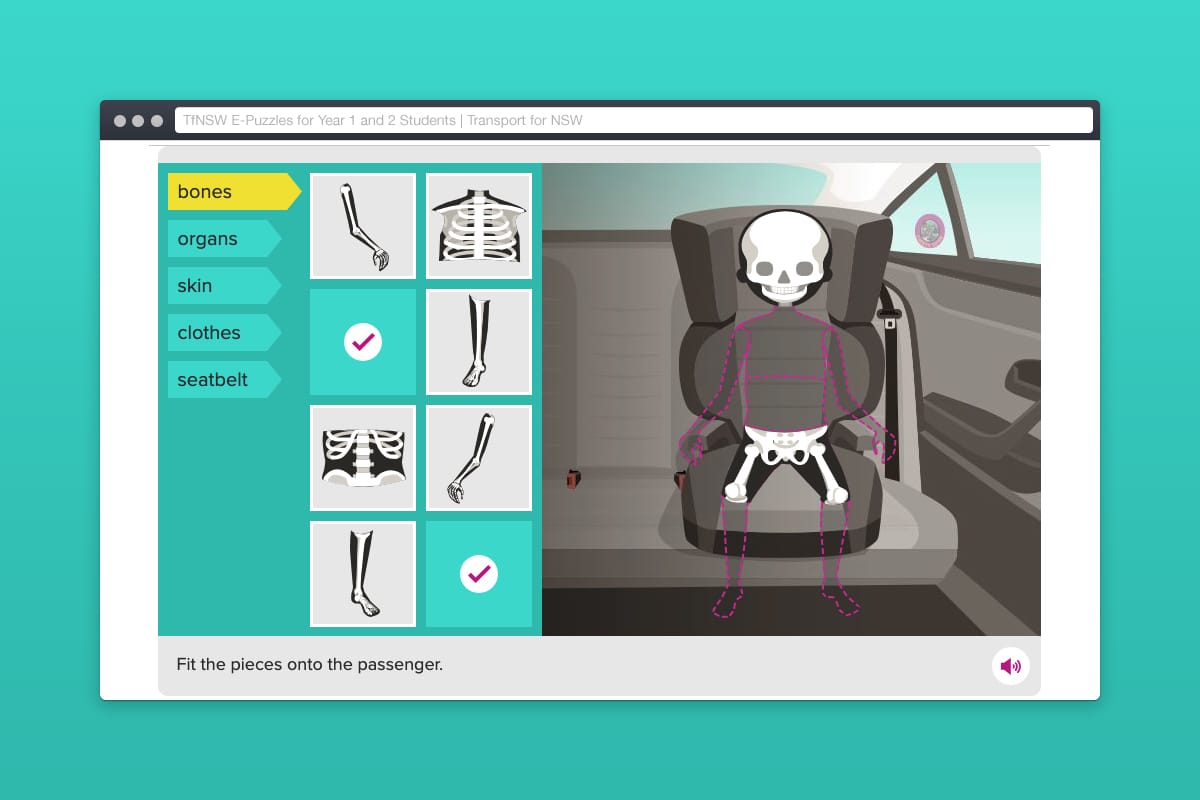 TfNSW E-Puzzles for Year 1 and 2 Students | Transport for NSW
bones
organs
skin
clothes
seatbelt
Fit the pieces onto the passenger.